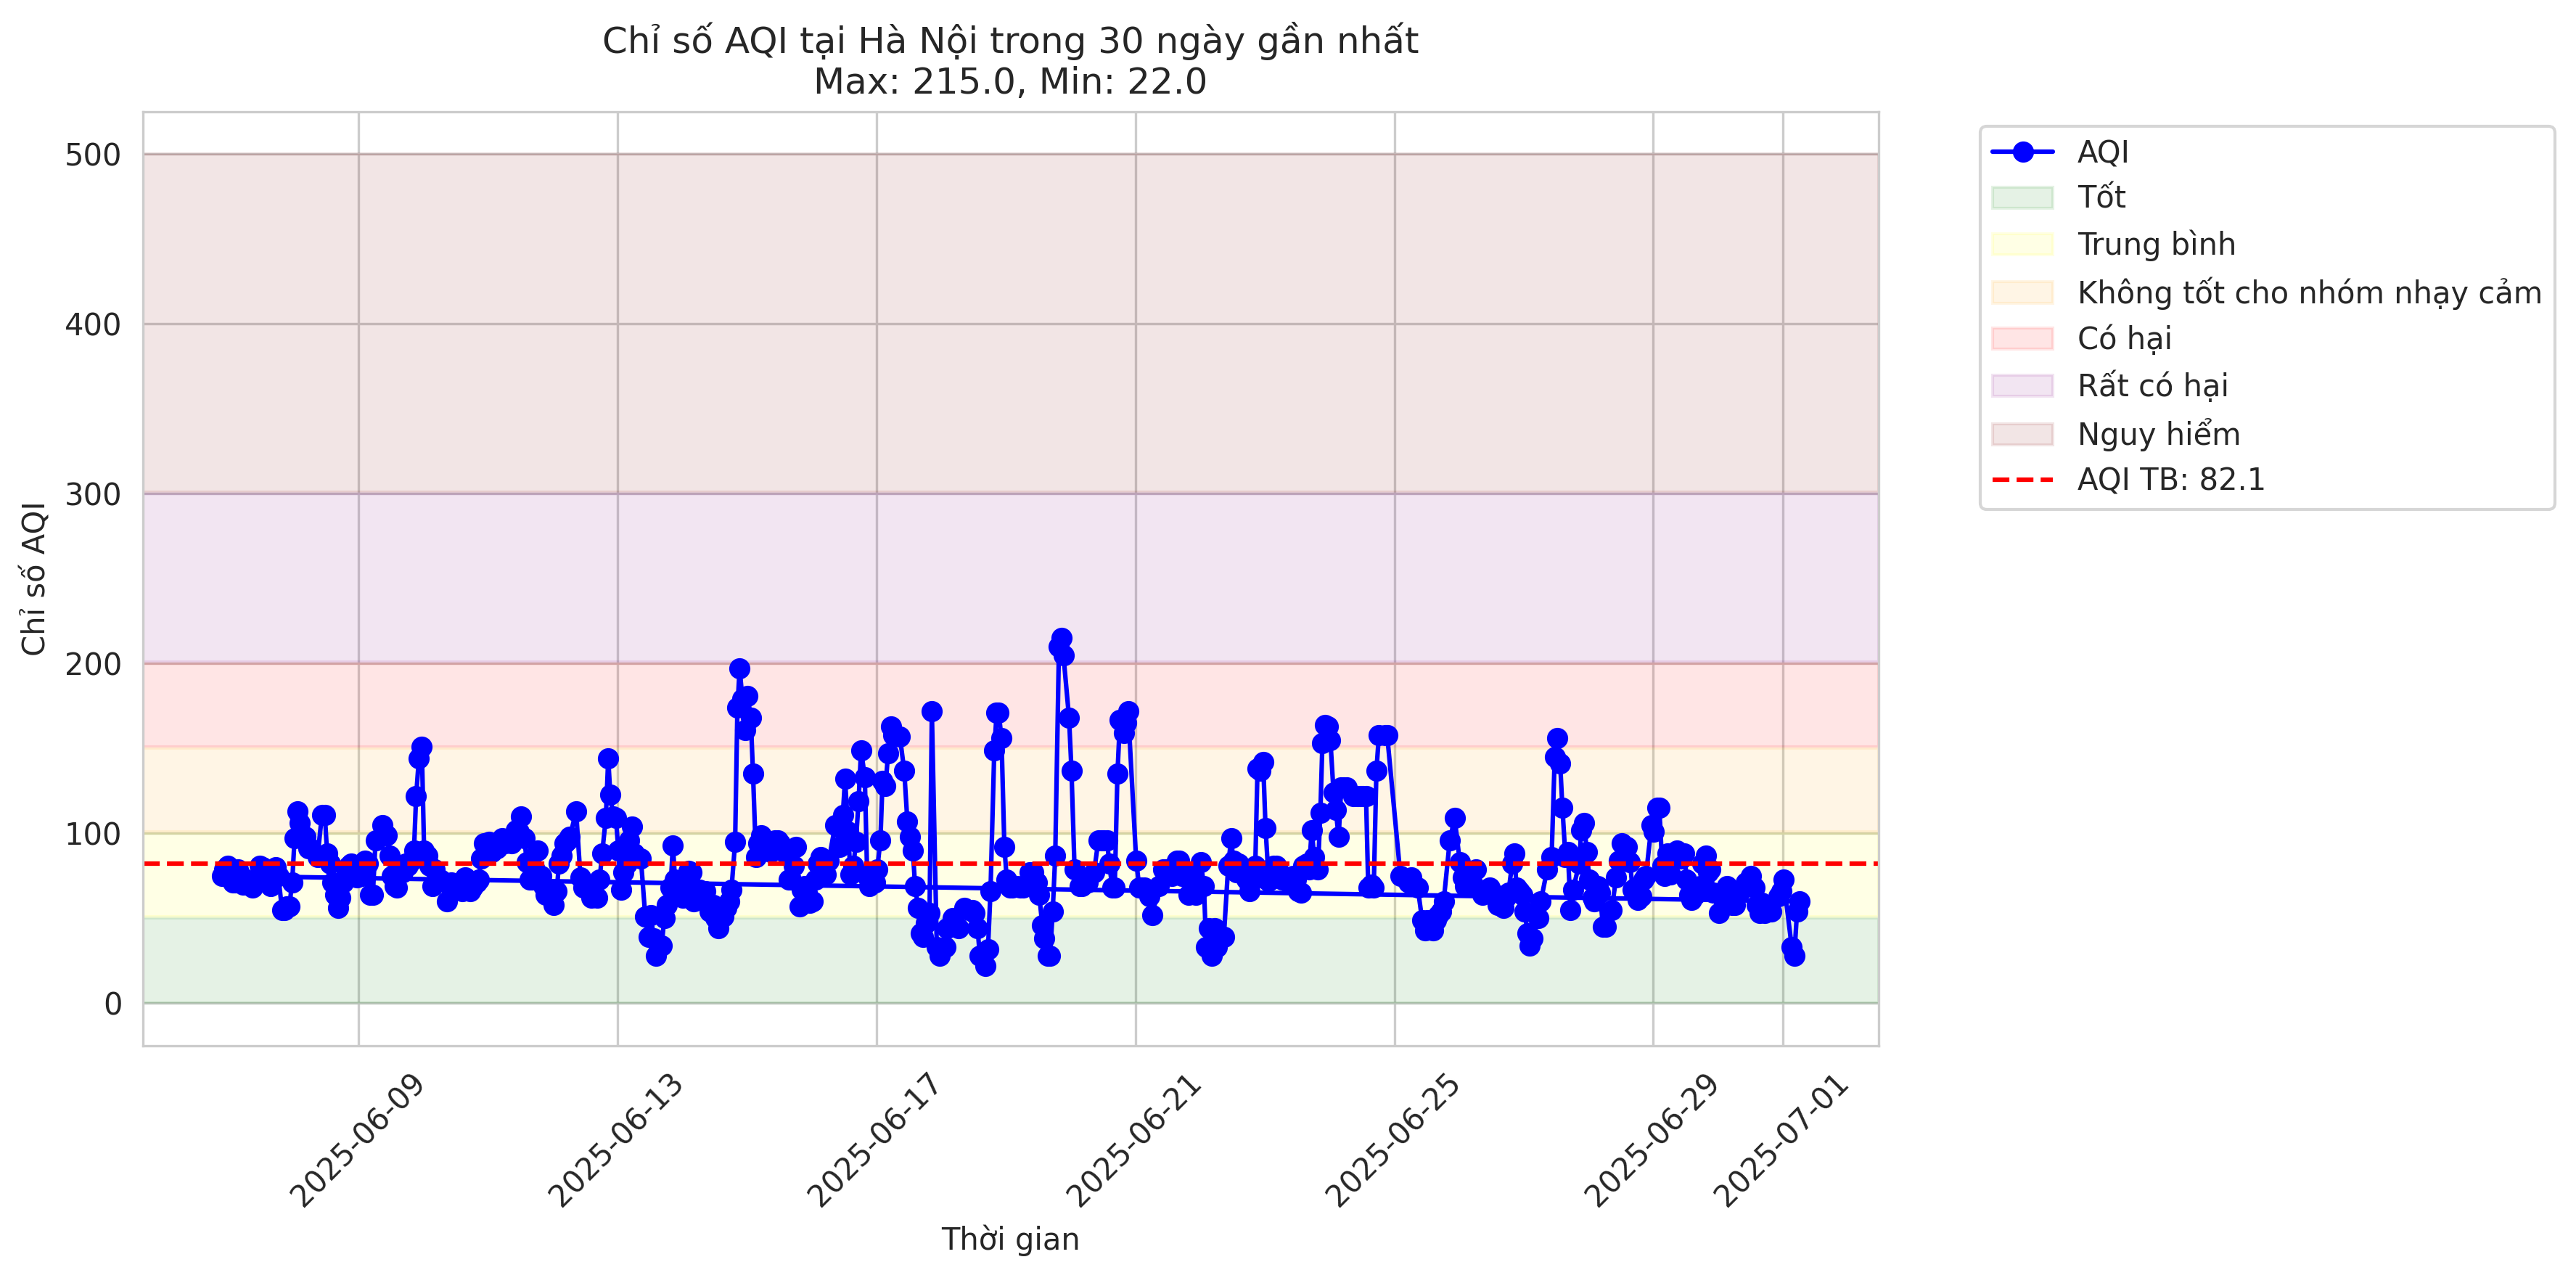 Chỉ số AQI tại Hà Nội trong 30 ngày gần nhất
Max: 215.0, Min: 22.0
Chỉ số AQI
500
400
300
200
100
0
2025-06-09
2025-06-13
2025-06-17
2025-06-21
2025-06-25
2025-06-29
2025-07-01
Thời gian
AQI
Tốt
Trung bình
Không tốt cho nhóm nhạy cảm
Có hại
Rất có hại
Nguy hiểm
AQI TB: 82.1